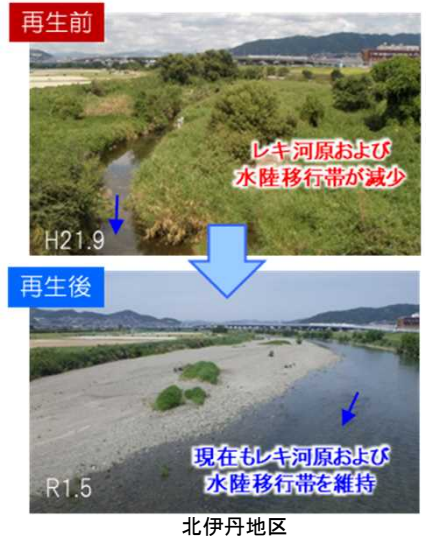 再生前
レキ河原および
水陸移行帯が減少
H21.9
再生後
現在もレキ河原および
水陸移行帯を維持
R1.5
北伊丹地区